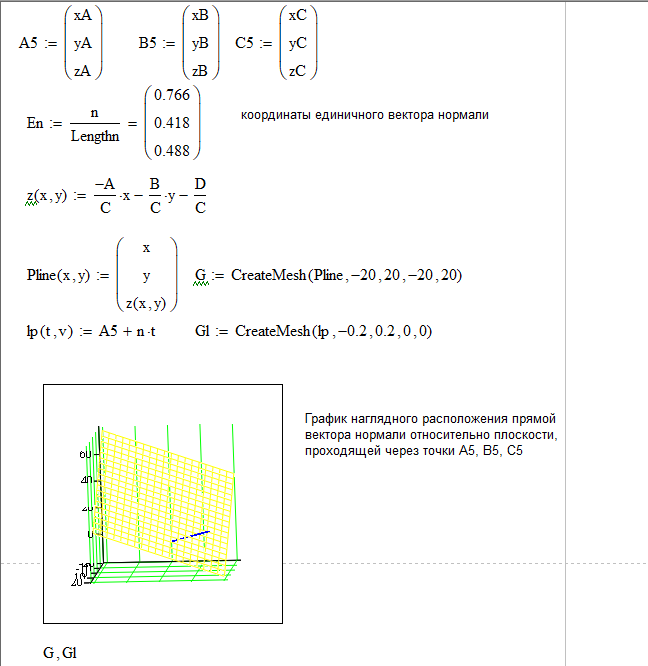 A5 := (xA yA zA) B5 := (xB yB zB) C5 := (xC yC zC)
En := n / Lengthn = (0.766 0.418 0.488) координаты единичного вектора нормали
z(x,y) := −A/C·x − B/C·y − D/C
Pline(x,y) := (x y z(x,y)) G := CreateMesh(Pline,−20,20,−20,20)
lp(t,v) := A5 + n·t Gl := CreateMesh(lp,−0.2,0.2,0,0)
График наглядного расположения прямой
вектора нормали относительно плоскости,
проходящей через точки A5, B5, C5
60
40
20
0
G,Gl